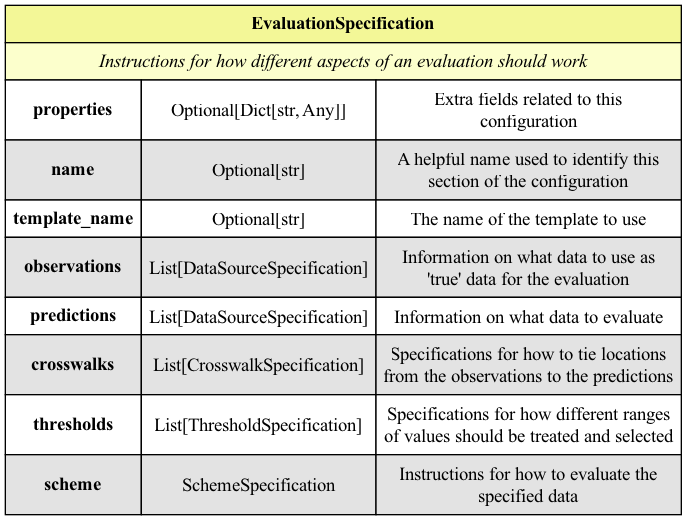 EvaluationSpecification
Instructions for how different aspects of an evaluation should work
properties
Optional[Dict[str, Any]]
Extra fields related to this
configuration
name
Optional[str]
A helpful name used to identify this
section of the configuration
template_name
Optional[str]
The name of the template to use
observations
List[DataSourceSpecification]
Information on what data to use as
'true' data for the evaluation
predictions
List[DataSourceSpecification]
Information on what data to evaluate
crosswalks
List[CrosswalkSpecification]
Specifications for how to tie locations
from the observations to the predictions
thresholds
List[ThresholdSpecification]
Specifications for how different ranges
of values should be treated and selected
scheme
SchemeSpecification
Instructions for how to evaluate the
specified data